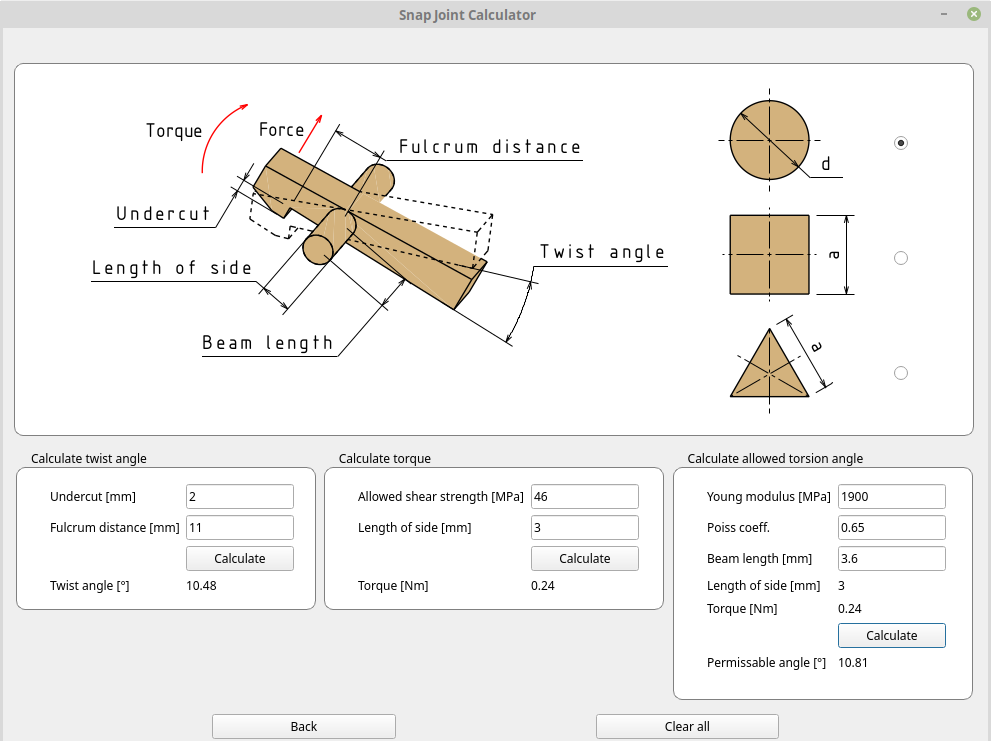 Snap Joint Calculator
Torque
Force
Fulcrum distance
Undercut
Length of side
Beam length
Twist angle
d
a
a
Calculate twist angle
Undercut [mm] 2
Fulcrum distance [mm] 11
Calculate
Twist angle [°] 10.48
Calculate torque
Allowed shear strength [MPa] 46
Length of side [mm] 3
Calculate
Torque [Nm] 0.24
Calculate allowed torsion angle
Young modulus [MPa] 1900
Poiss coeff. 0.65
Beam length [mm] 3.6
Length of side [mm] 3
Torque [Nm] 0.24
Calculate
Permissable angle [°] 10.81
Back
Clear all